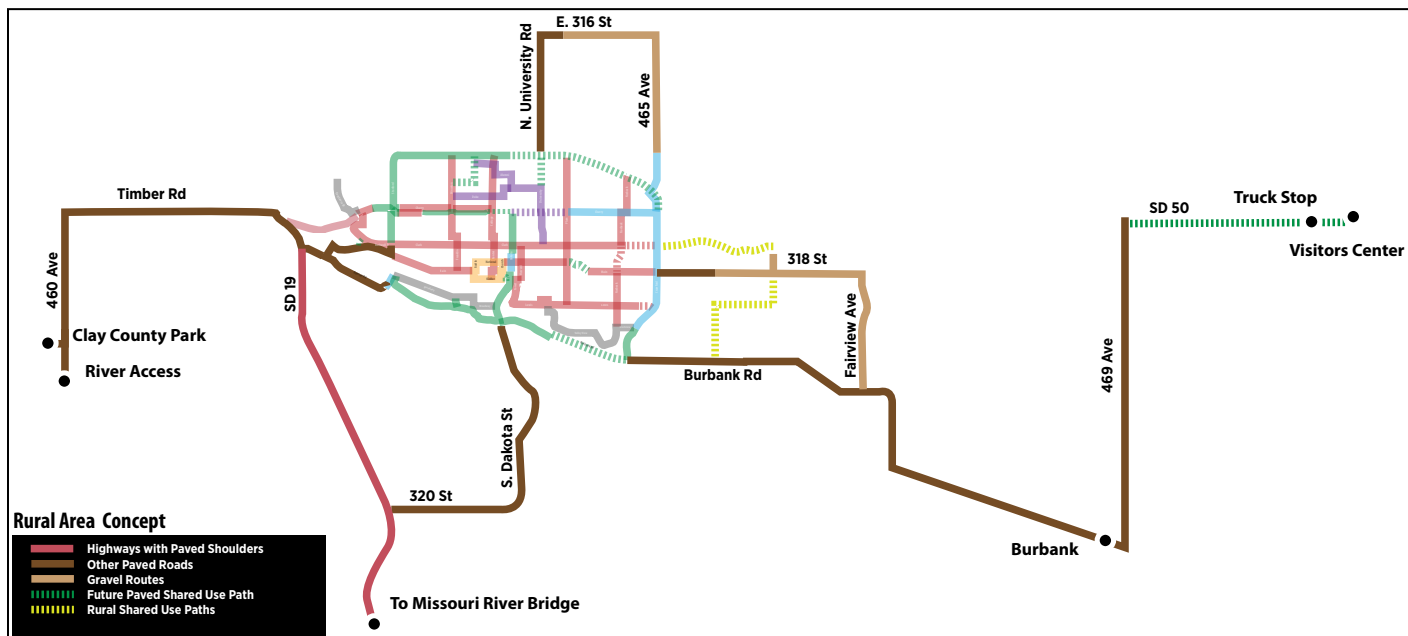 E. 316 St
N. University Rd
465 Ave
Timber Rd
Truck Stop
SD 50
Visitors Center
318 St
460 Ave
SD 19
Clay County Park
River Access
Fairview Ave
Burbank Rd
469 Ave
S. Dakota St
320 St
Burbank
To Missouri River Bridge
Rural Area Concept
Highways with Paved Shoulders
Other Paved Roads
Gravel Routes
Future Paved Shared Use Path
Rural Shared Use Paths